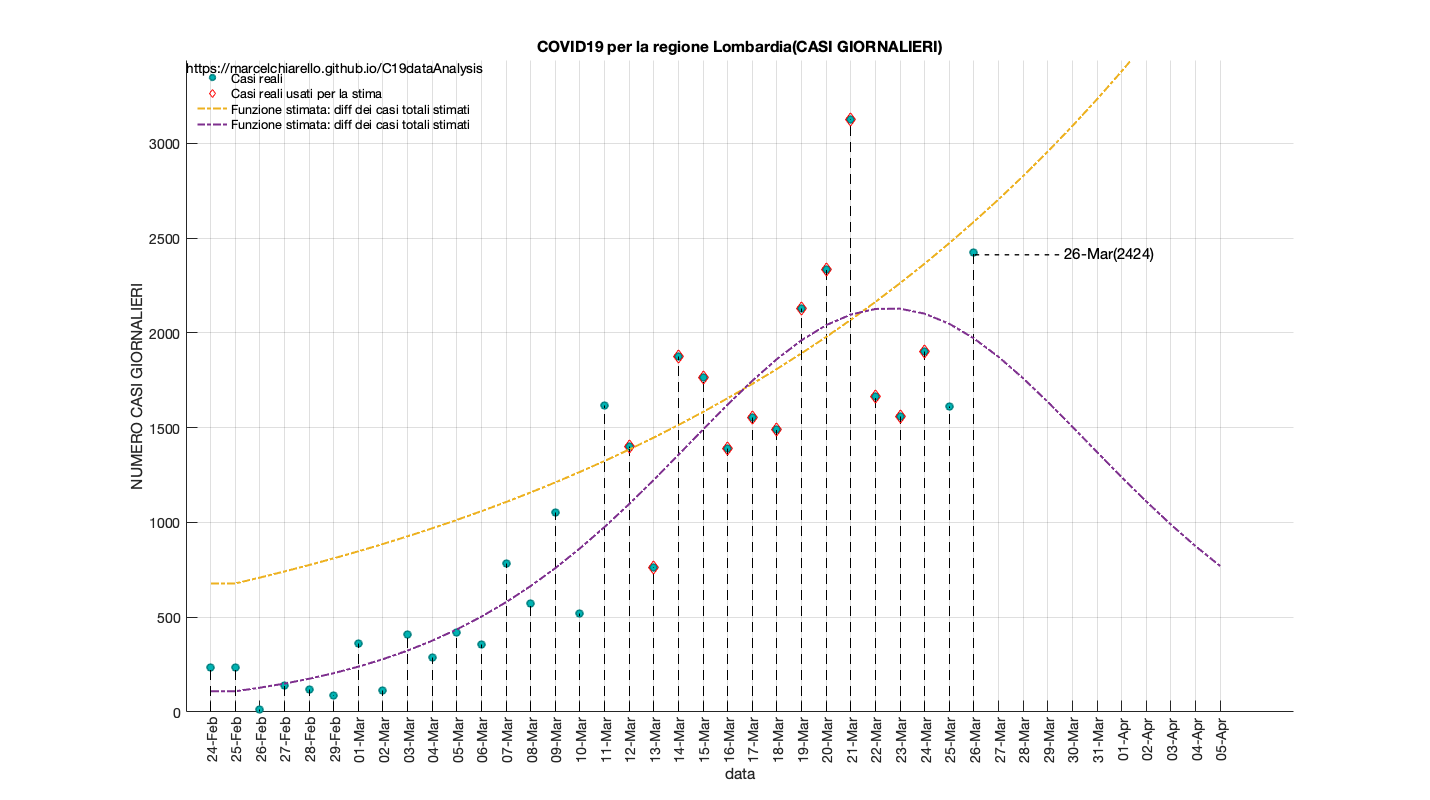 COVID19 per la regione Lombardia(CASI GIORNALIERI)
https://marcelchiarello.github.io/C19dataAnalysis
Casi reali
Casi reali usati per la stima
Funzione stimata: diff dei casi totali stimati
Funzione stimata: diff dei casi totali stimati
NUMERO CASI GIORNALIERI
3000
2500
2000
1500
1000
500
0
26-Mar(2424)
24-Feb
25-Feb
26-Feb
27-Feb
28-Feb
29-Feb
01-Mar
02-Mar
03-Mar
04-Mar
05-Mar
06-Mar
07-Mar
08-Mar
09-Mar
10-Mar
11-Mar
12-Mar
13-Mar
14-Mar
15-Mar
16-Mar
17-Mar
18-Mar
19-Mar
20-Mar
21-Mar
22-Mar
23-Mar
24-Mar
25-Mar
26-Mar
27-Mar
28-Mar
29-Mar
30-Mar
31-Mar
01-Apr
02-Apr
03-Apr
04-Apr
05-Apr
data